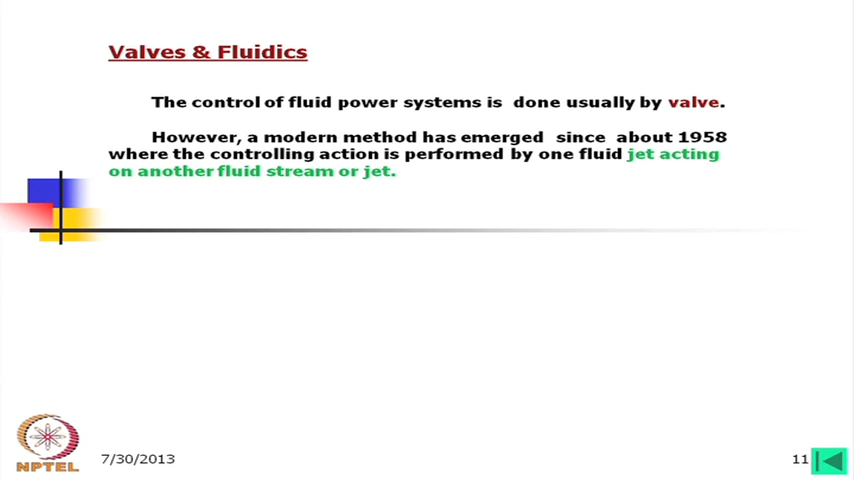 Valves & Fluidics
The control of fluid power systems is done usually by valve.
However, a modern method has emerged since about 1958
where the controlling action is performed by one fluid jet acting
on another fluid stream or jet.
NPTEL
7/30/2013
11